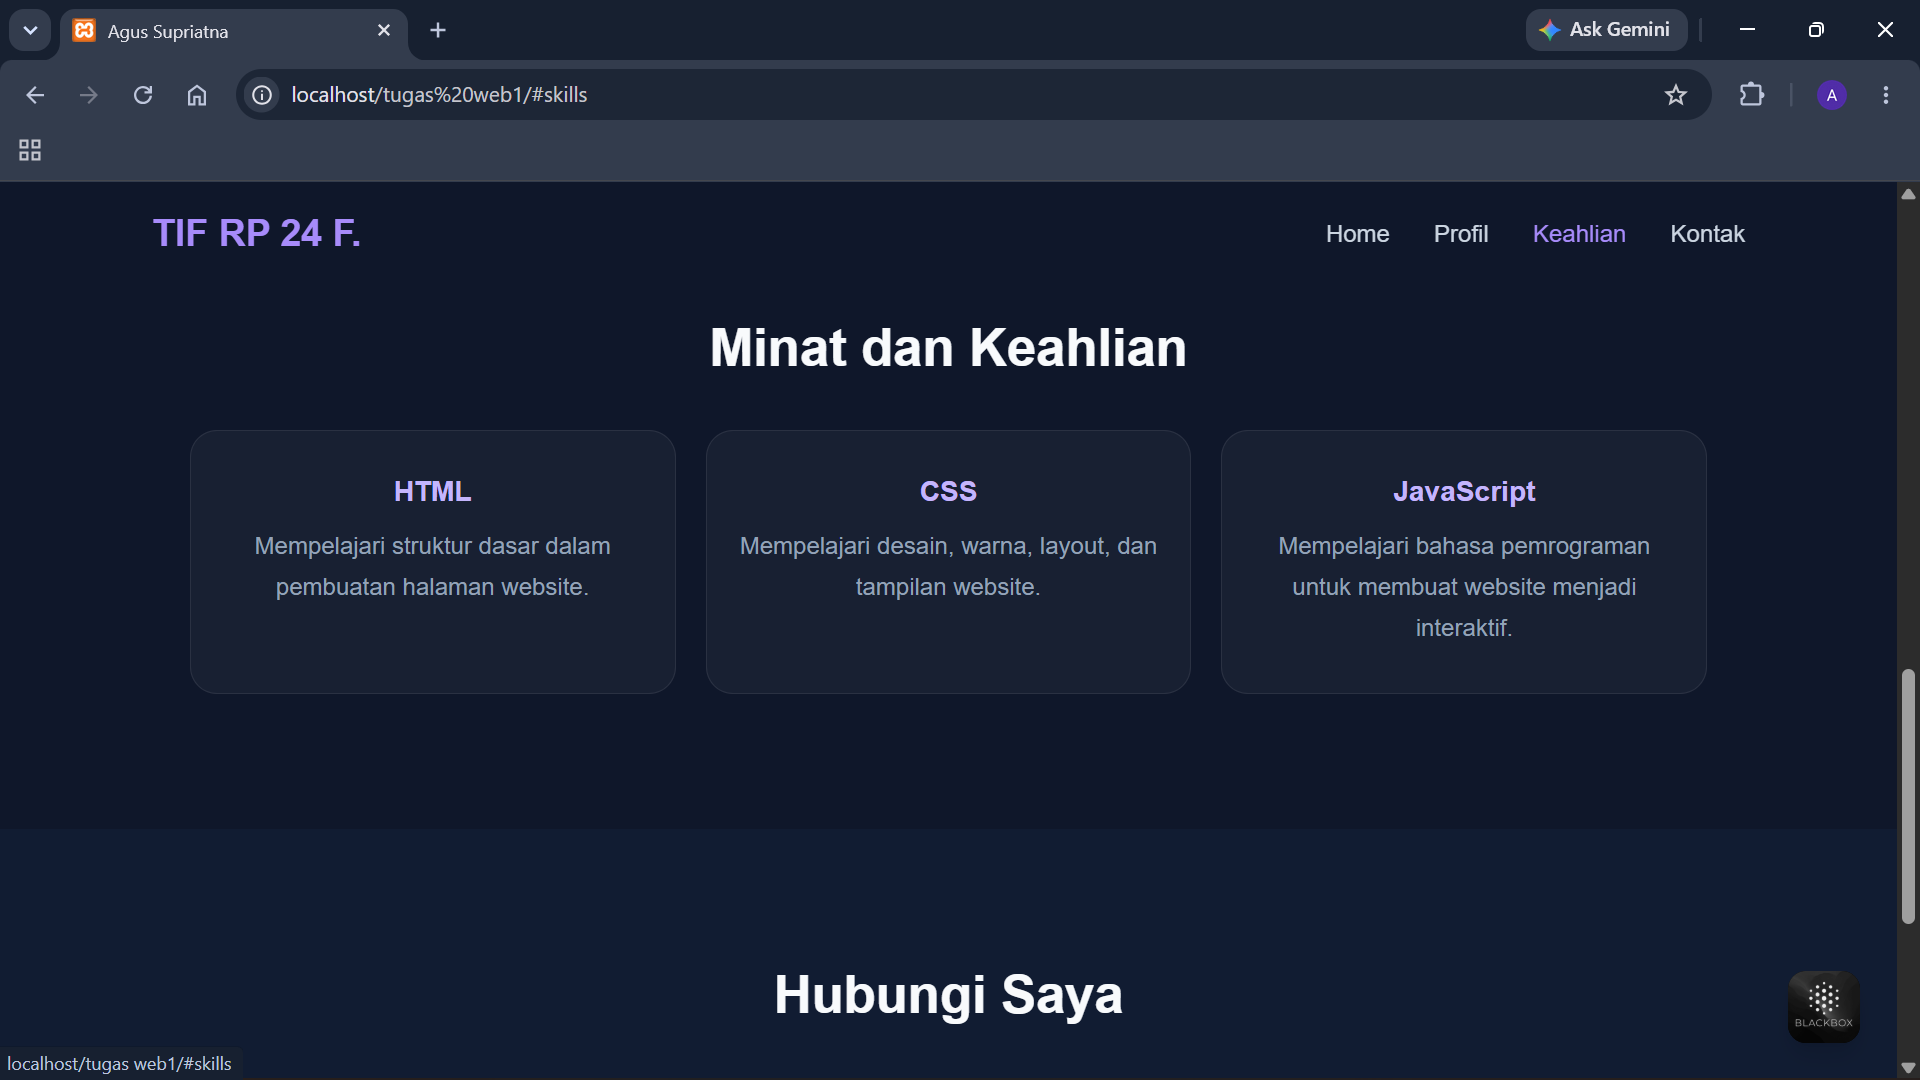 Agus Supriatna
Ask Gemini
localhost/tugas%20web1/#skills
A
TIF RP 24 F.
Home
Profil
Keahlian
Kontak
Minat dan Keahlian
HTML
Mempelajari struktur dasar dalam
pembuatan halaman website.
CSS
Mempelajari desain, warna, layout, dan
tampilan website.
JavaScript
Mempelajari bahasa pemrograman
untuk membuat website menjadi
interaktif.
Hubungi Saya
BLACKBOX
localhost/tugas web1/#skills